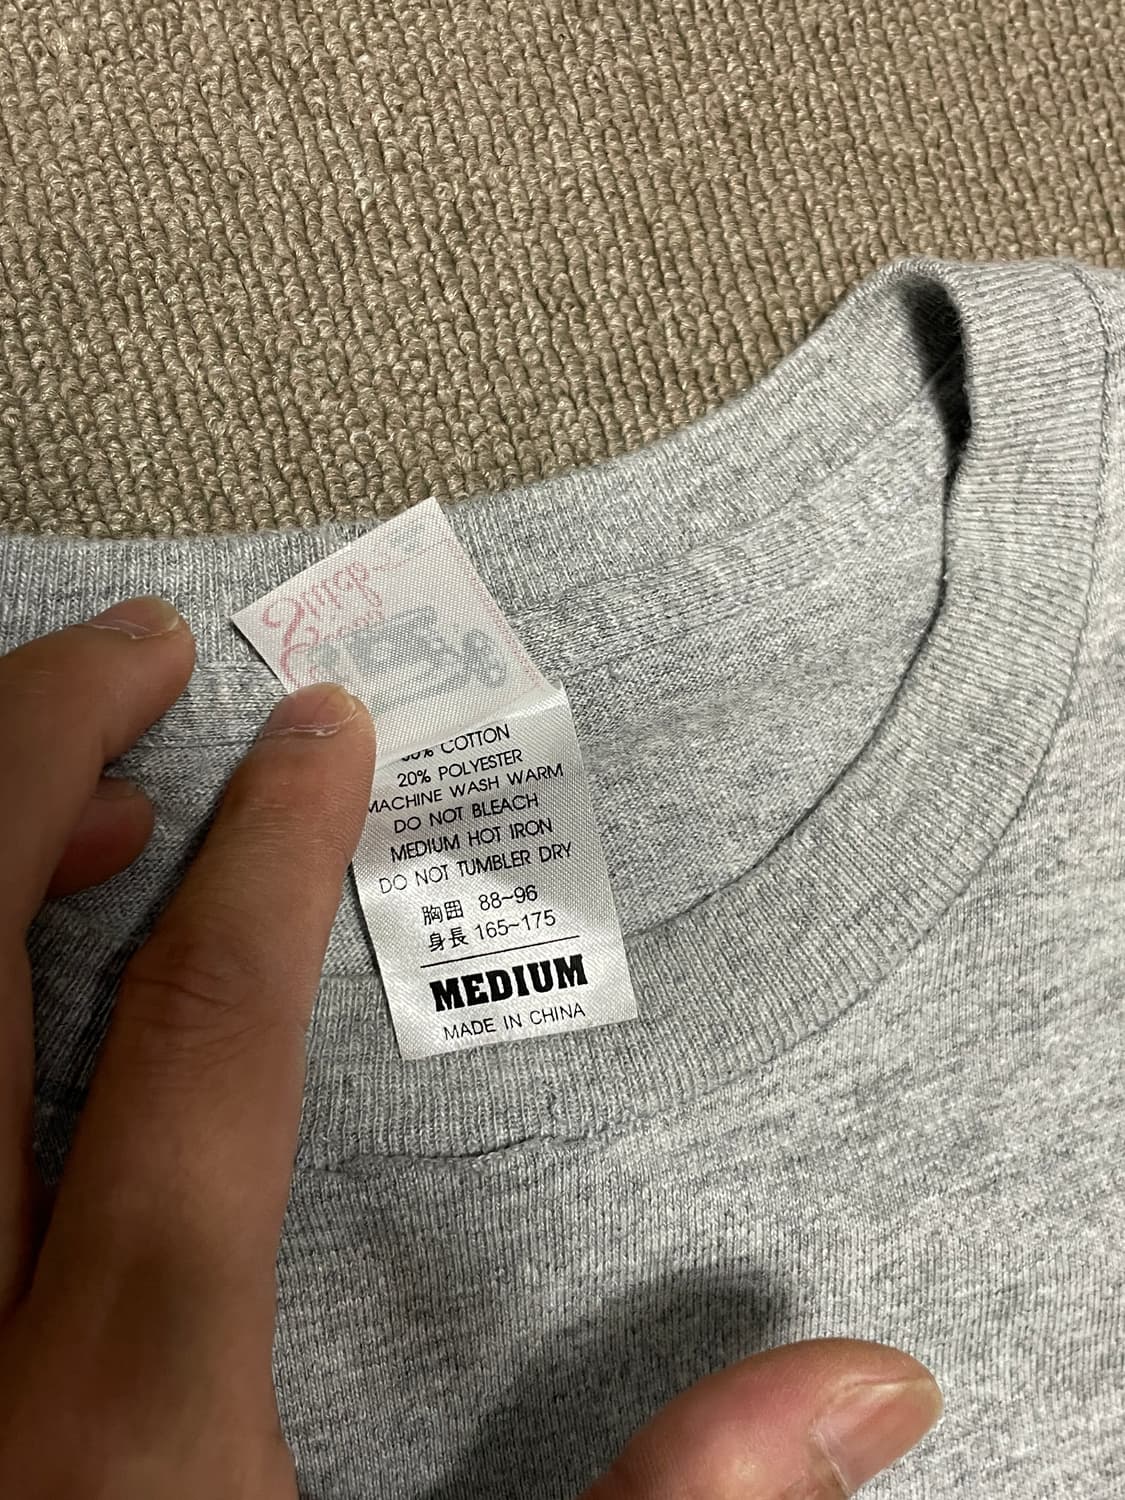 % COTTON
20% POLYESTER
MACHINE WASH WARM
DO NOT BLEACH
MEDIUM HOT IRON
DO NOT TUMBLER DRY
胸囲 88~96
身長 165~175
MEDIUM
MADE IN CHINA